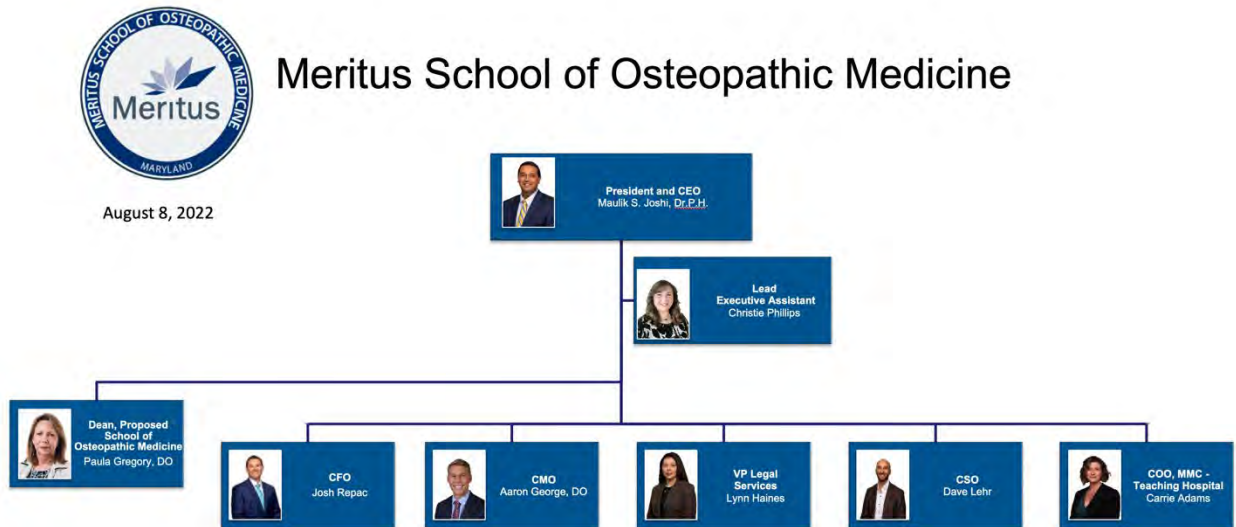 MERITUS SCHOOL OF OSTEOPATHIC MEDICINE
Meritus
MARYLAND
Meritus School of Osteopathic Medicine
August 8, 2022
President and CEO
Maulik S. Joshi, Dr.P.H.
Lead
Executive Assistant
Christie Phillips
Dean, Proposed
School of
Osteopathic Medicine
Paula Gregory, DO
CFO
Josh Repac
CMO
Aaron George, DO
VP Legal
Services
Lynn Haines
CSO
Dave Lehr
COO, MMC -
Teaching Hospital
Carrie Adams